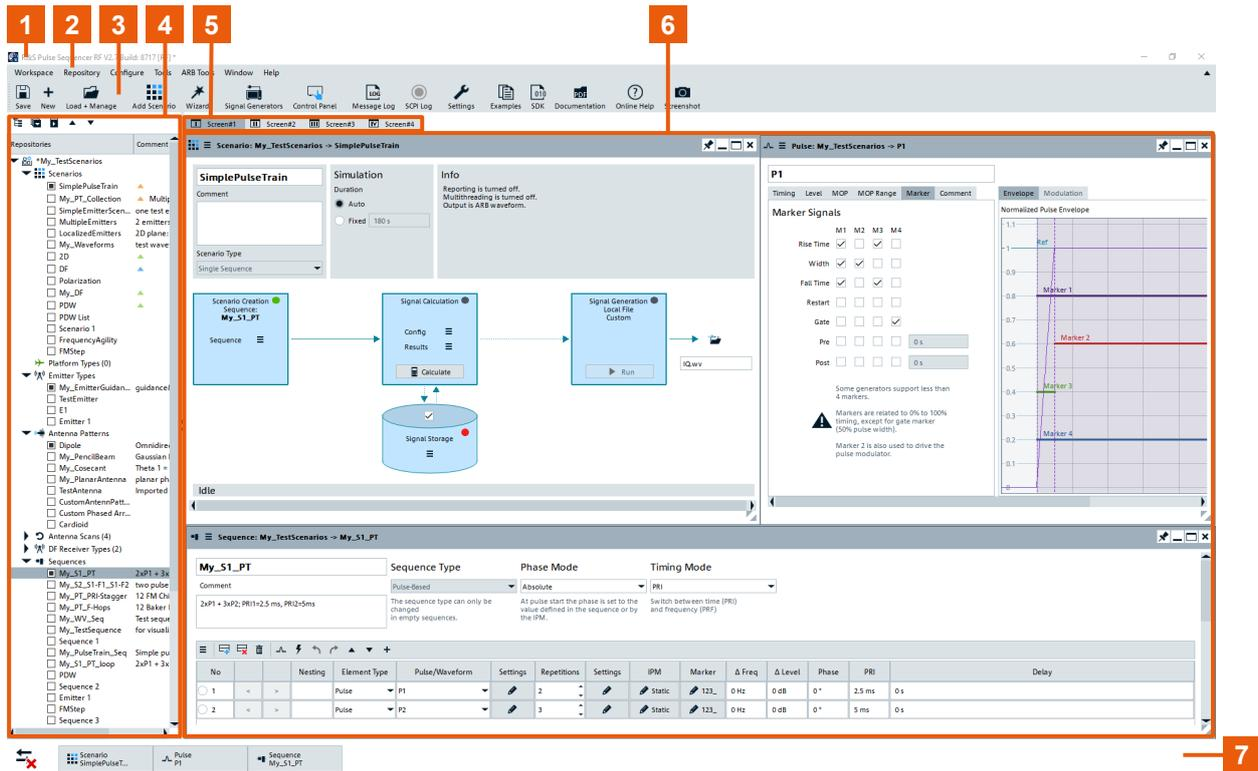 1 2 3 4 5 6
R&S Pulse Sequencer RF Build: 8717 *
Workspace Repository Configure Tools ARB Tools Window Help
Save New Load + Manage Add Scenario Wizard Signal Generators Control Panel Message Log SCPI Log Settings Examples SDK Documentation Online Help Screenshot
Screen#1 Screen#2 Screen#3 Screen#4
Repositories Comment
*My_TestScenarios
Scenarios
SimplePulseTrain
My_PT_Collection Multip
SimpleEmitterScen... one test e
MultipleEmitters 2 emitters
LocalizedEmitters 2D plane:
My_Waveforms test wave
2D
DF
Polarization
My_DF
PDW
PDW List
Scenario 1
FrequencyAgility
FMStep
Platform Types (0)
Emitter Types
My_EmitterGuidan... guidancel
TestEmitter
E1
Emitter 1
Antenna Patterns
Dipole Omnidire
My_PencilBeam Gaussian
My_Cosecant Theta 1 =
My_PlanarAntenna planar ph
TestAntenna Imported
CustomAntennPatt...
Custom Phased Arr...
Cardioid
Antenna Scans (4)
DF Receiver Types (2)
Sequences
My_S1_PT 2xP1 + 3x
My_S2_S1-F1_S1-F2 two pulse
My_PT_PRI-Stagger 12 FM Chi
My_PT_F-Hops 12 Baker
My_WV_Seq Test seque
My_TestSequence for visuali
Sequence 1
My_PulseTrain_Seq Simple pu
My_S1_PT_loop 2xP1 + 3x
PDW
Sequence 2
Emitter 1
FMStep
Sequence 3
Scenario: My_TestScenarios -> SimplePulseTrain
SimplePulseTrain
Comment
Scenario Type
Single Sequence
Simulation
Duration
Auto
Fixed 180 s
Info
Reporting is turned off.
Multithreading is turned off.
Output is ARB waveform.
Scenario Creation
Sequence:
My_S1_PT
Sequence
Signal Calculation
Config
Results
Calculate
Signal Generation
Local File
Custom
Run
IQ.wv
Signal Storage
Idle
Pulse: My_TestScenarios -> P1
P1
Timing Level MOP MOP Range Marker Comment
Marker Signals
M1 M2 M3 M4
Rise Time
Width
Fall Time
Restart
Gate
Pre 0 s
Post 0 s
Some generators support less than
4 markers.
Markers are related to 0% to 100%
timing, except for gate marker
(50% pulse width).
Marker 2 is also used to drive the
pulse modulator.
Envelope Modulation
Normalized Pulse Envelope
1.1
1 Ref
0.9
0.8 Marker 1
0.7
0.6 Marker 2
0.5
0.4 Marker 3
0.3
0.2 Marker 4
0.1
0
Sequence: My_TestScenarios -> My_S1_PT
My_S1_PT
Comment
2xP1 + 3xP2; PRI1=2.5 ms, PRI2=5ms
Sequence Type
Pulse-Based
The sequence type can only be
changed
in empty sequences.
Phase Mode
Absolute
At pulse start the phase is set to the
value defined in the sequence or by
the IPM.
Timing Mode
PRI
Switch between time (PRI)
and frequency (PRF)
No Nesting Element Type Pulse/Waveform Settings Repetitions Settings IPM Marker Δ Freq Δ Level Phase PRI Delay
1 < > Pulse P1 2 Static 123_ 0 Hz 0 dB 0 ° 2.5 ms 0 s
2 < > Pulse P2 3 Static 123_ 0 Hz 0 dB 0 ° 5 ms 0 s
Scenario
SimplePulseT...
Pulse
P1
Sequence
My_S1_PT
7